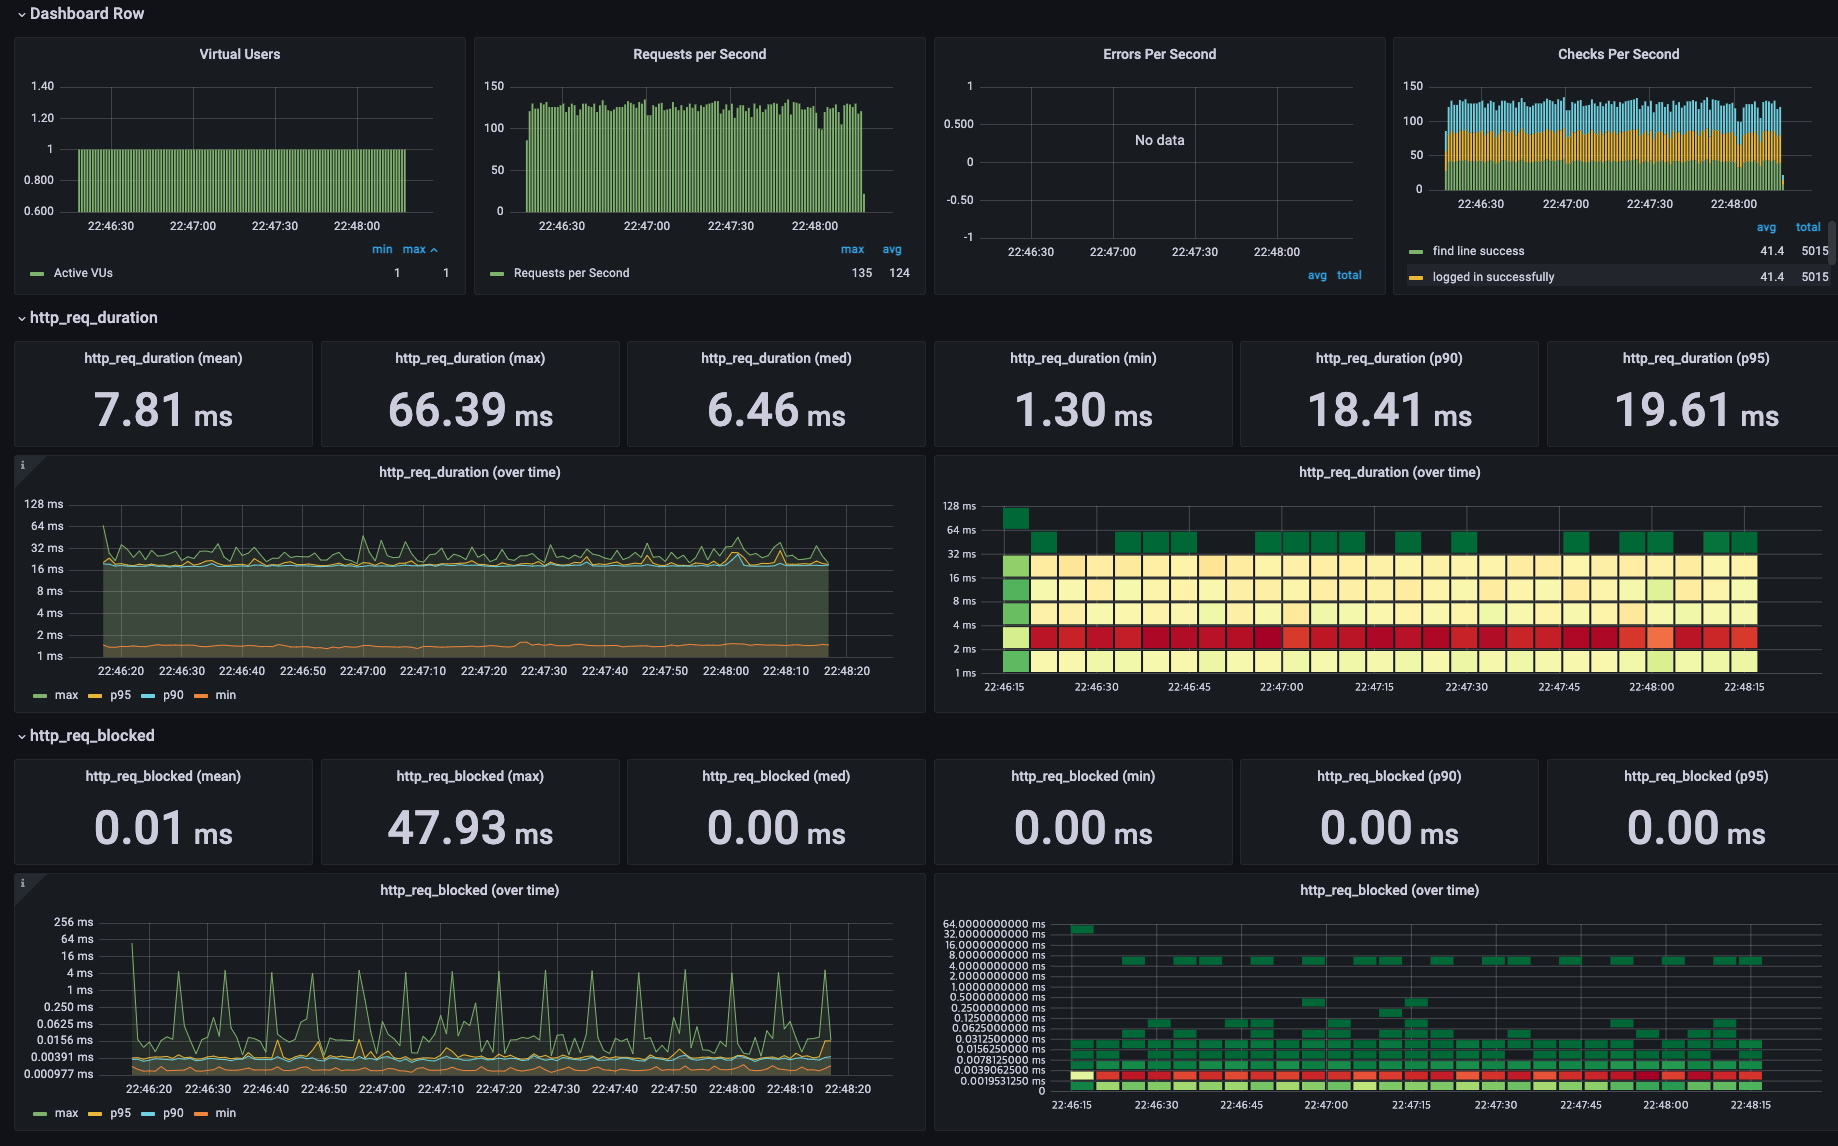 Dashboard Row
Virtual Users
1.40
1.20
1
0.800
0.600
22:46:30 22:47:00 22:47:30 22:48:00
min max
Active VUs 1 1
Requests per Second
150
100
50
0
22:46:30 22:47:00 22:47:30 22:48:00
max avg
Requests per Second 135 124
Errors Per Second
1
0.500
0
-0.50
-1
No data
22:46:30 22:47:00 22:47:30 22:48:00
avg total
Checks Per Second
150
100
50
0
22:46:30 22:47:00 22:47:30 22:48:00
avg total
find line success 41.4 5015
logged in successfully 41.4 5015
http_req_duration
http_req_duration (mean)
7.81 ms
http_req_duration (max)
66.39 ms
http_req_duration (med)
6.46 ms
http_req_duration (min)
1.30 ms
http_req_duration (p90)
18.41 ms
http_req_duration (p95)
19.61 ms
i
http_req_duration (over time)
128 ms
64 ms
32 ms
16 ms
8 ms
4 ms
2 ms
1 ms
22:46:20 22:46:30 22:46:40 22:46:50 22:47:00 22:47:10 22:47:20 22:47:30 22:47:40 22:47:50 22:48:00 22:48:10 22:48:20
max p95 p90 min
http_req_duration (over time)
128 ms
64 ms
32 ms
16 ms
8 ms
4 ms
2 ms
1 ms
22:46:15 22:46:30 22:46:45 22:47:00 22:47:15 22:47:30 22:47:45 22:48:00 22:48:15
http_req_blocked
http_req_blocked (mean)
0.01 ms
http_req_blocked (max)
47.93 ms
http_req_blocked (med)
0.00 ms
http_req_blocked (min)
0.00 ms
http_req_blocked (p90)
0.00 ms
http_req_blocked (p95)
0.00 ms
i
http_req_blocked (over time)
256 ms
64 ms
16 ms
4 ms
1 ms
0.250 ms
0.0625 ms
0.0156 ms
0.00391 ms
0.000977 ms
22:46:20 22:46:30 22:46:40 22:46:50 22:47:00 22:47:10 22:47:20 22:47:30 22:47:40 22:47:50 22:48:00 22:48:10 22:48:20
max p95 p90 min
http_req_blocked (over time)
64.0000000000 ms
32.0000000000 ms
16.0000000000 ms
8.0000000000 ms
4.0000000000 ms
2.0000000000 ms
1.0000000000 ms
0.5000000000 ms
0.2500000000 ms
0.1250000000 ms
0.0625000000 ms
0.0312500000 ms
0.0156250000 ms
0.0078125000 ms
0.0039062500 ms
0.0019531250 ms
0
22:46:15 22:46:30 22:46:45 22:47:00 22:47:15 22:47:30 22:47:45 22:48:00 22:48:15